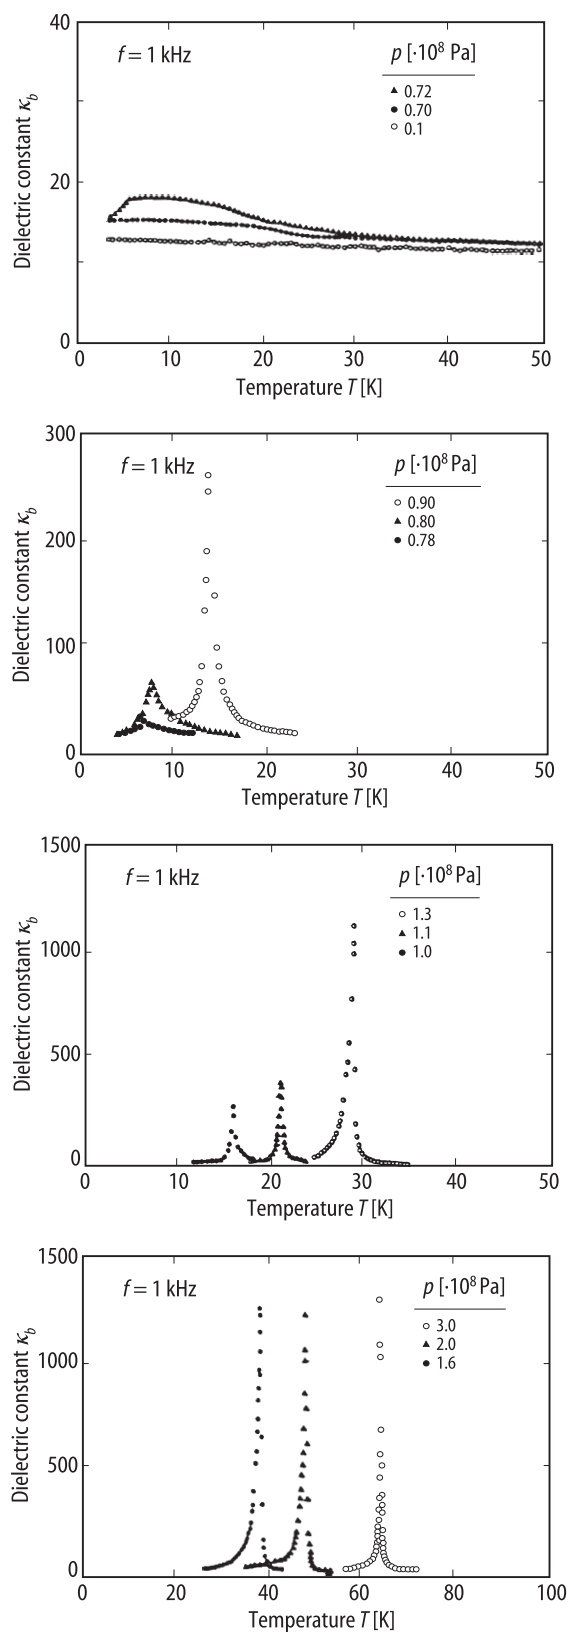 40
20
0
Dielectric constant κb
f = 1 kHz
p [·10⁸ Pa]
0.72
0.70
0.1
0 10 20 30 40 50
Temperature T [K]
300
200
100
0
Dielectric constant κb
f = 1 kHz
p [·10⁸ Pa]
0.90
0.80
0.78
0 10 20 30 40 50
Temperature T [K]
1500
1000
500
0
Dielectric constant κb
f = 1 kHz
p [·10⁸ Pa]
1.3
1.1
1.0
0 10 20 30 40 50
Temperature T [K]
1500
1000
500
0
Dielectric constant κb
f = 1 kHz
p [·10⁸ Pa]
3.0
2.0
1.6
0 20 40 60 80 100
Temperature T [K]